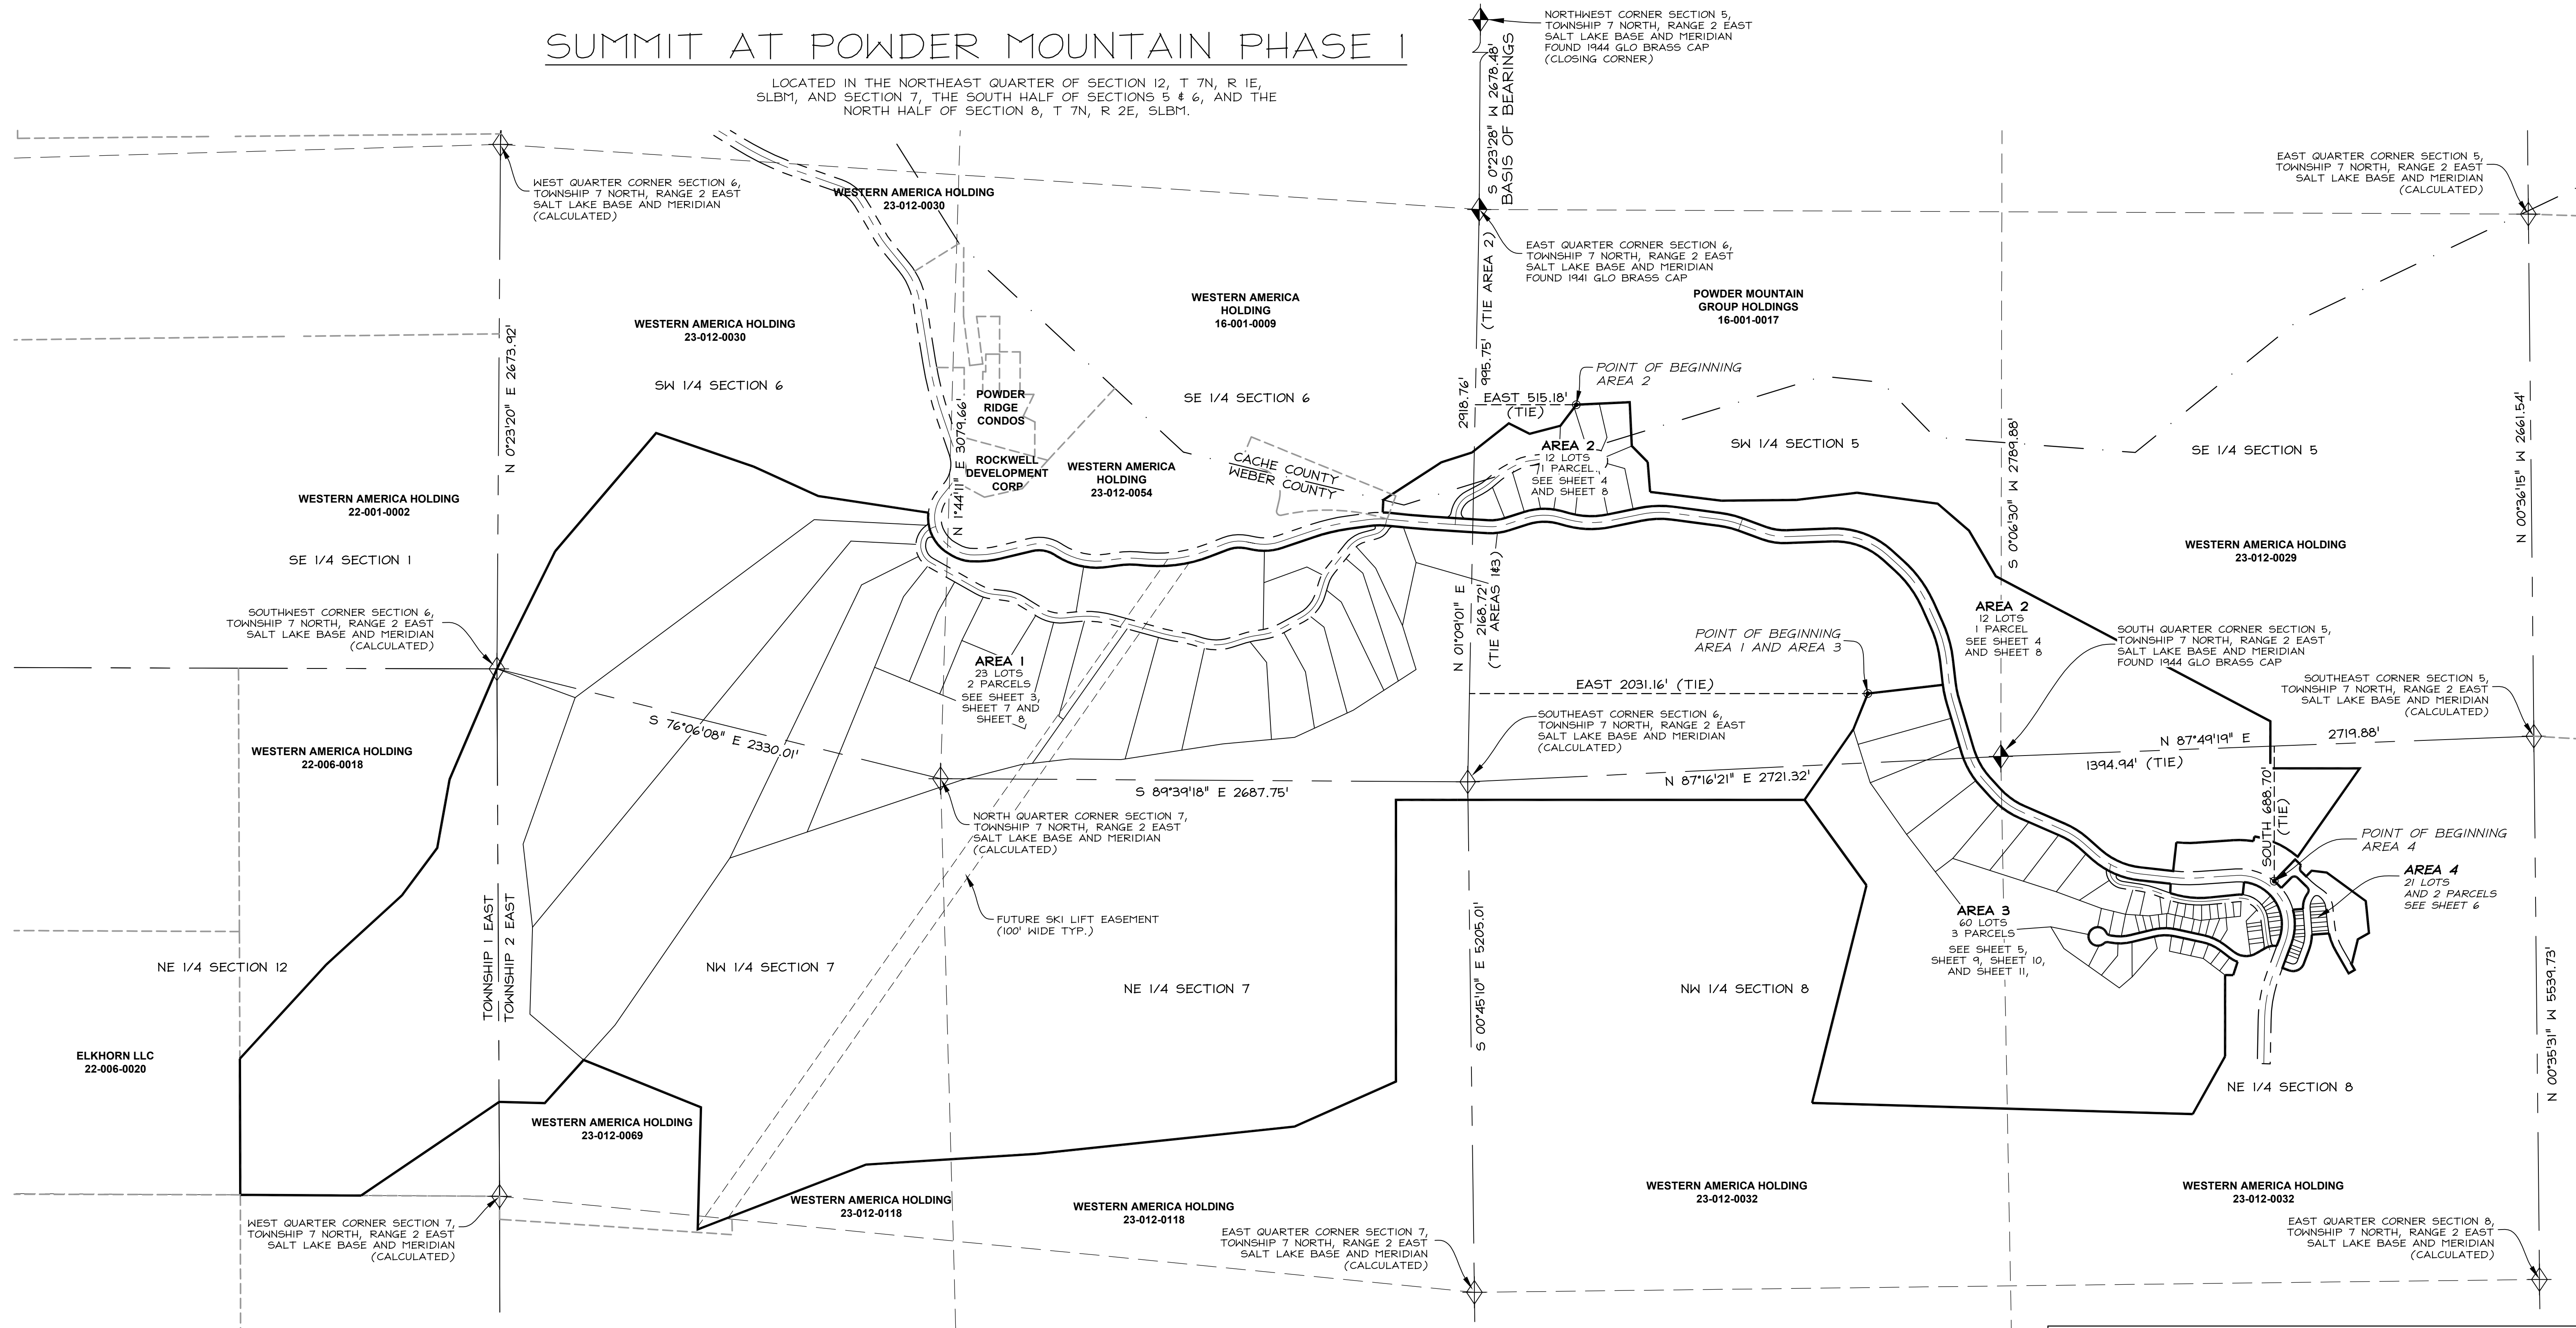 SUMMIT AT POWDER MOUNTAIN PHASE 1
LOCATED IN THE NORTHEAST QUARTER OF SECTION 12, T 7N, R 1E,
SLBM, AND SECTION 7, THE SOUTH HALF OF SECTIONS 5 & 6, AND THE
NORTH HALF OF SECTION 8, T 7N, R 2E, SLBM.
NORTHWEST CORNER SECTION 5,
TOWNSHIP 7 NORTH, RANGE 2 EAST
SALT LAKE BASE AND MERIDIAN
FOUND 1944 GLO BRASS CAP
(CLOSING CORNER)
S 0°23'28" W 2678.48'
BASIS OF BEARINGS
WEST QUARTER CORNER SECTION 6,
TOWNSHIP 7 NORTH, RANGE 2 EAST
SALT LAKE BASE AND MERIDIAN
(CALCULATED)
WESTERN AMERICA HOLDING
23-012-0030
EAST QUARTER CORNER SECTION 5,
TOWNSHIP 7 NORTH, RANGE 2 EAST
SALT LAKE BASE AND MERIDIAN
(CALCULATED)
EAST QUARTER CORNER SECTION 6,
TOWNSHIP 7 NORTH, RANGE 2 EAST
SALT LAKE BASE AND MERIDIAN
FOUND 1941 GLO BRASS CAP
WESTERN AMERICA
HOLDING
16-001-0009
POWDER MOUNTAIN
GROUP HOLDINGS
16-001-0017
WESTERN AMERICA HOLDING
23-012-0030
SW 1/4 SECTION 6
N 0°23'20" E 2673.92'
POWDER
RIDGE
CONDOS
SE 1/4 SECTION 6
2918.76'
995.75' (TIE AREA 2)
EAST 515.18'
(TIE)
POINT OF BEGINNING
AREA 2
AREA 2
12 LOTS
1 PARCEL
SEE SHEET 4
AND SHEET 8
SW 1/4 SECTION 5
S 0°06'30" W 2789.88'
SE 1/4 SECTION 5
N 00°36'15" W 2661.54'
N 1°44'11" E 3079.66'
ROCKWELL
DEVELOPMENT
CORP
WESTERN AMERICA
HOLDING
23-012-0054
CACHE COUNTY
WEBER COUNTY
WESTERN AMERICA HOLDING
22-001-0002
SE 1/4 SECTION 1
WESTERN AMERICA HOLDING
23-012-0029
SOUTHWEST CORNER SECTION 6,
TOWNSHIP 7 NORTH, RANGE 2 EAST
SALT LAKE BASE AND MERIDIAN
(CALCULATED)
N 01°09'01" E
2168.72'
(TIE AREAS 1&3)
AREA 2
12 LOTS
1 PARCEL
SEE SHEET 4
AND SHEET 8
SOUTH QUARTER CORNER SECTION 5,
TOWNSHIP 7 NORTH, RANGE 2 EAST
SALT LAKE BASE AND MERIDIAN
FOUND 1944 GLO BRASS CAP
POINT OF BEGINNING
AREA 1 AND AREA 3
EAST 2031.16' (TIE)
AREA 1
23 LOTS
2 PARCELS
SEE SHEET 3,
SHEET 7 AND
SHEET 8
SOUTHEAST CORNER SECTION 5,
TOWNSHIP 7 NORTH, RANGE 2 EAST
SALT LAKE BASE AND MERIDIAN
(CALCULATED)
SOUTHEAST CORNER SECTION 6,
TOWNSHIP 7 NORTH, RANGE 2 EAST
SALT LAKE BASE AND MERIDIAN
(CALCULATED)
S 76°06'08" E 2330.01'
N 87°49'19" E
2719.88'
1394.94' (TIE)
WESTERN AMERICA HOLDING
22-006-0018
S 89°39'18" E 2687.75'
N 87°16'21" E 2721.32'
SOUTH 688.70'
(TIE)
NORTH QUARTER CORNER SECTION 7,
TOWNSHIP 7 NORTH, RANGE 2 EAST
SALT LAKE BASE AND MERIDIAN
(CALCULATED)
POINT OF BEGINNING
AREA 4
AREA 4
21 LOTS
AND 2 PARCELS
SEE SHEET 6
FUTURE SKI LIFT EASEMENT
(100' WIDE TYP.)
AREA 3
60 LOTS
3 PARCELS
SEE SHEET 5,
SHEET 9, SHEET 10,
AND SHEET 11,
TOWNSHIP 1 EAST
TOWNSHIP 2 EAST
NE 1/4 SECTION 12
NW 1/4 SECTION 7
NE 1/4 SECTION 7
S 00°45'10" E 5205.01'
NW 1/4 SECTION 8
N 00°35'31" W 5539.73'
ELKHORN LLC
22-006-0020
NE 1/4 SECTION 8
WESTERN AMERICA HOLDING
23-012-0069
WESTERN AMERICA HOLDING
23-012-0118
WESTERN AMERICA HOLDING
23-012-0118
WESTERN AMERICA HOLDING
23-012-0032
WESTERN AMERICA HOLDING
23-012-0032
WEST QUARTER CORNER SECTION 7,
TOWNSHIP 7 NORTH, RANGE 2 EAST
SALT LAKE BASE AND MERIDIAN
(CALCULATED)
EAST QUARTER CORNER SECTION 7,
TOWNSHIP 7 NORTH, RANGE 2 EAST
SALT LAKE BASE AND MERIDIAN
(CALCULATED)
EAST QUARTER CORNER SECTION 8,
TOWNSHIP 7 NORTH, RANGE 2 EAST
SALT LAKE BASE AND MERIDIAN
(CALCULATED)